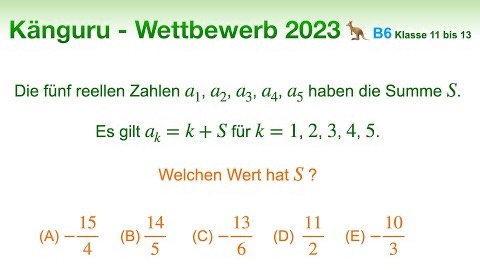 Känguru - Wettbewerb 2023 🦘 B6 Klasse 11 bis 13
Die fünf reellen Zahlen a₁, a₂, a₃, a₄, a₅ haben die Summe S.
Es gilt aₖ = k + S für k = 1, 2, 3, 4, 5.
Welchen Wert hat S ?
(A) −15/4 (B) 14/5 (C) −13/6 (D) 11/2 (E) −10/3